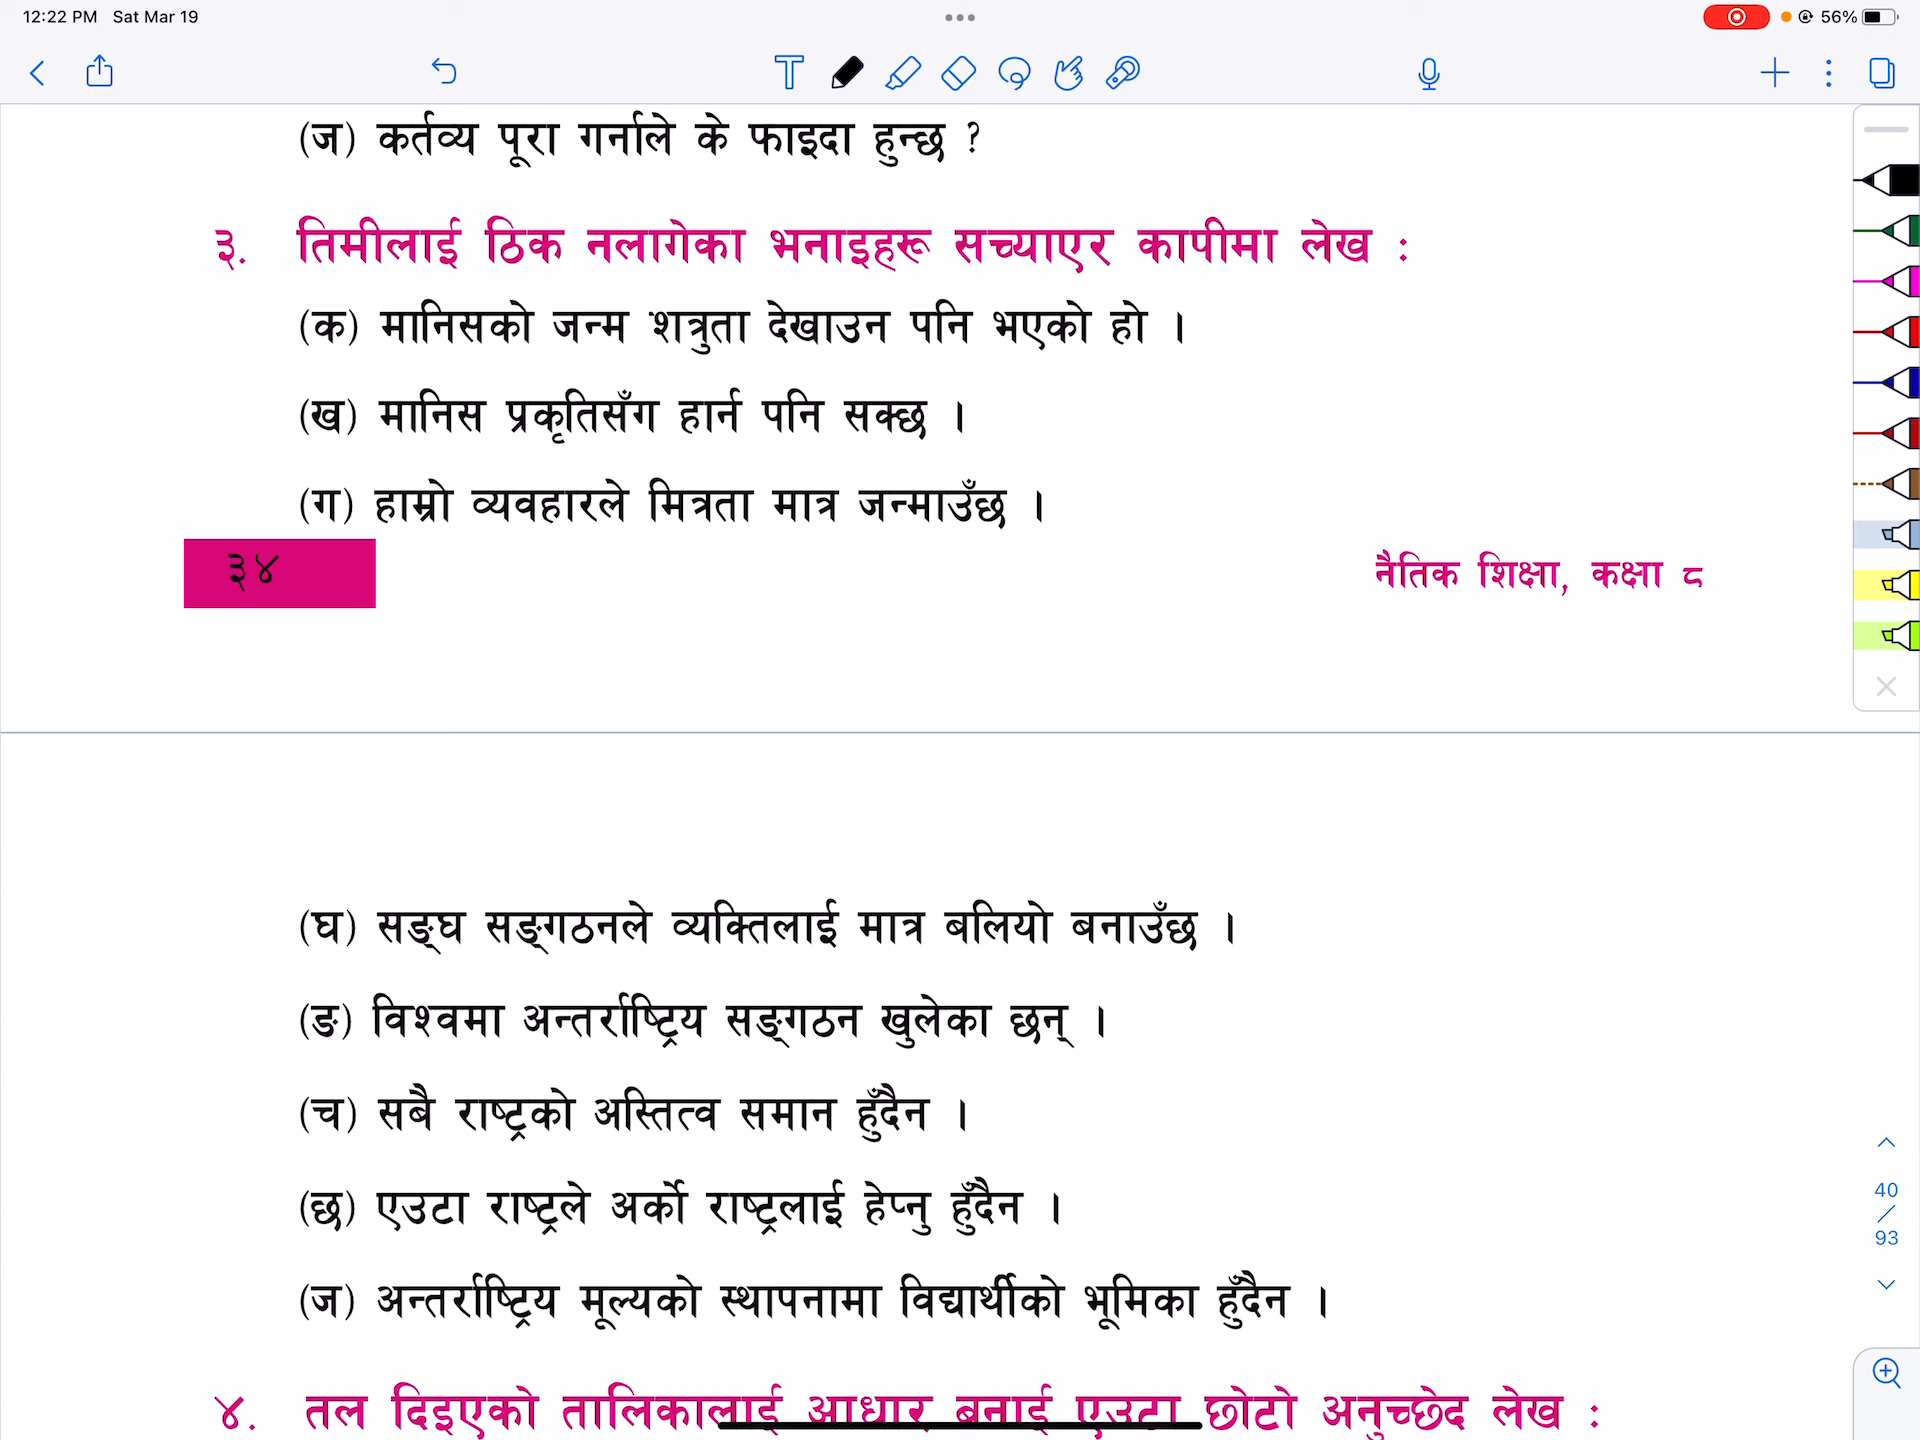 12:22 PM Sat Mar 19
56%
(ज) कर्तव्य पूरा गर्नाले के फाइदा हुन्छ ?
३. तिमीलाई ठिक नलागेका भनाइहरू सच्याएर कापीमा लेख :
(क) मानिसको जन्म शत्रुता देखाउन पनि भएको हो ।
(ख) मानिस प्रकृतिसँग हार्न पनि सक्छ ।
(ग) हाम्रो व्यवहारले मित्रता मात्र जन्माउँछ ।
३४
नैतिक शिक्षा, कक्षा ८
(घ) सङ्घ सङ्गठनले व्यक्तिलाई मात्र बलियो बनाउँछ ।
(ङ) विश्वमा अन्तर्राष्ट्रिय सङ्गठन खुलेका छन् ।
(च) सबै राष्ट्रको अस्तित्व समान हुँदैन ।
(छ) एउटा राष्ट्रले अर्को राष्ट्रलाई हेप्नु हुँदैन ।
(ज) अन्तर्राष्ट्रिय मूल्यको स्थापनामा विद्यार्थीको भूमिका हुँदैन ।
40
/
93
४. तल दिइएको तालिकालाई आधार बनाई एउटा छोटो अनुच्छेद लेख :